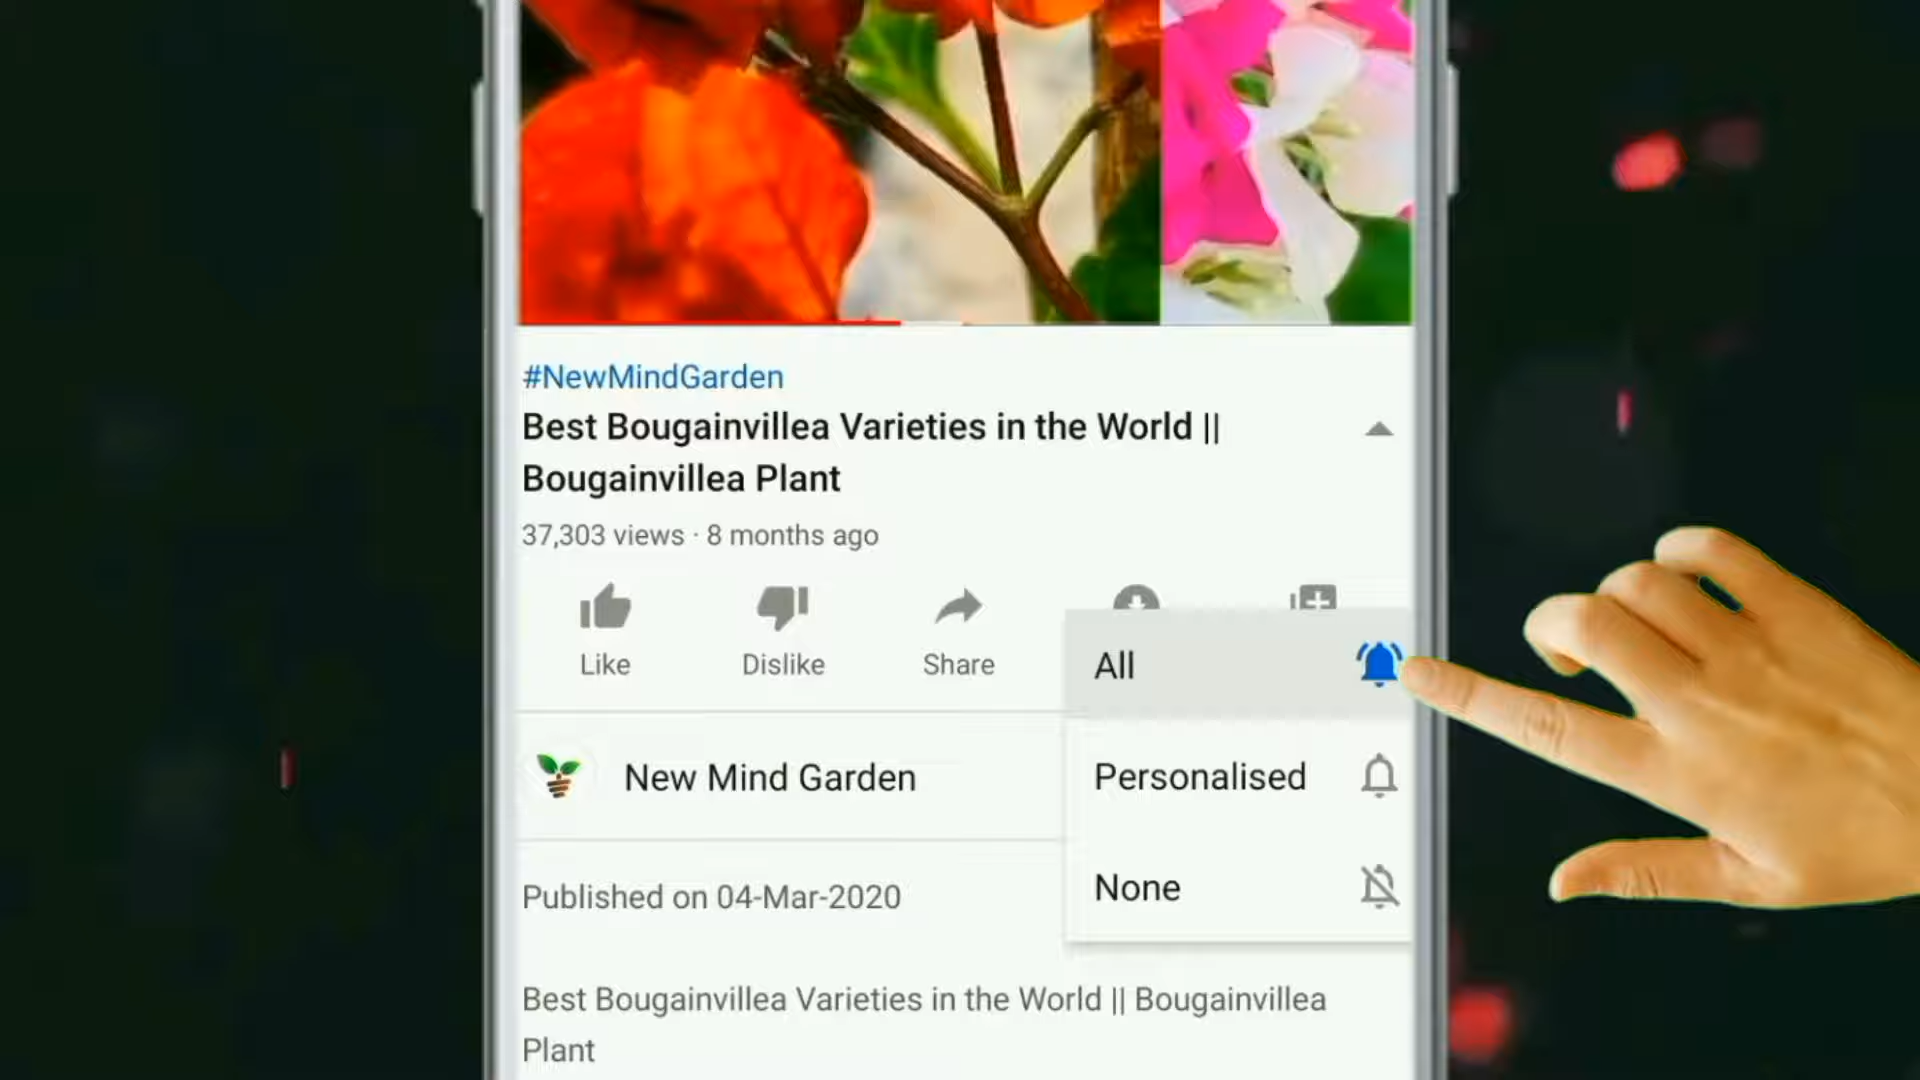 #NewMindGarden
Best Bougainvillea Varieties in the World ||
Bougainvillea Plant
37,303 views · 8 months ago
Like
Dislike
Share
All
New Mind Garden
Personalised
Published on 04-Mar-2020
None
Best Bougainvillea Varieties in the World || Bougainvillea
Plant